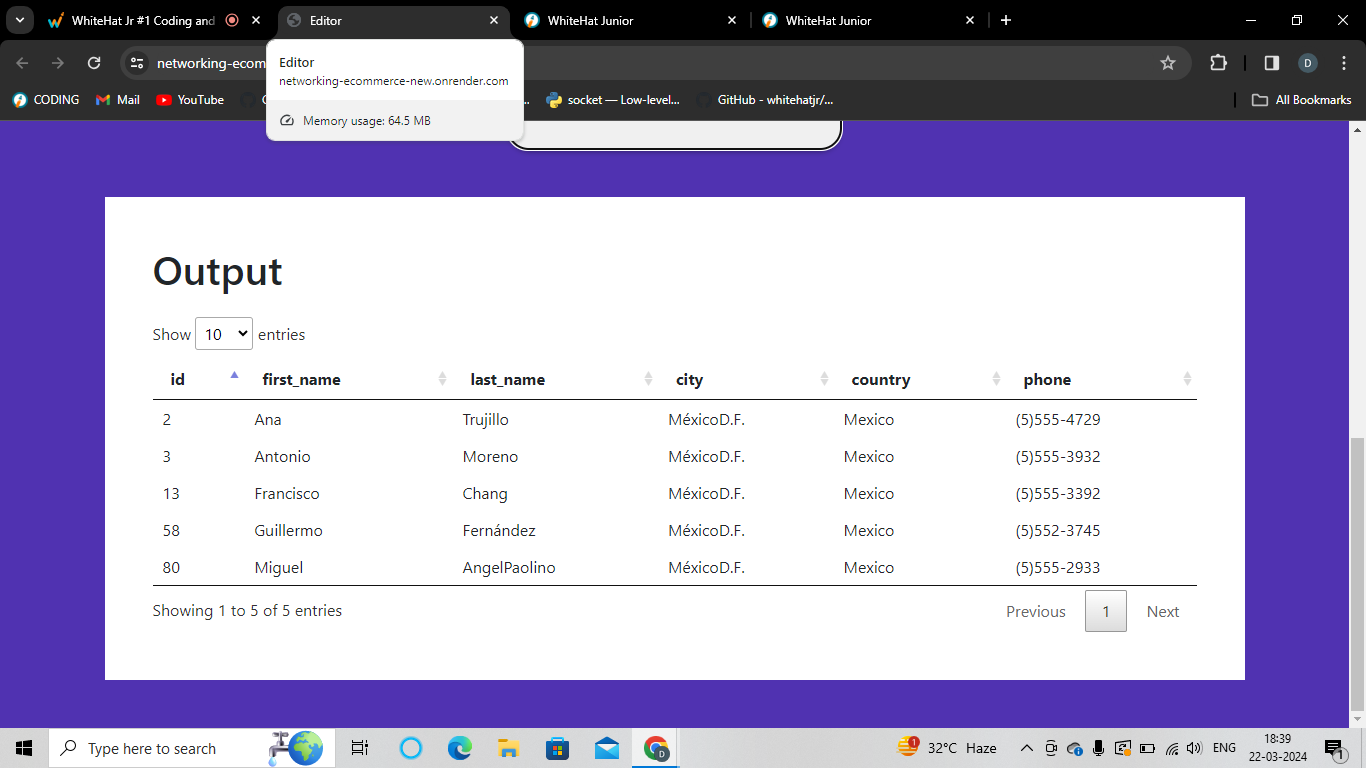 WhiteHat Jr #1 Coding and
Editor
WhiteHat Junior
WhiteHat Junior
networking-ecom
Editor
networking-ecommerce-new.onrender.com
Memory usage: 64.5 MB
D
CODING
Mail
YouTube
socket — Low-level...
GitHub - whitehatjr/...
All Bookmarks
Output
Show 10 entries
id first_name last_name city country phone
2 Ana Trujillo MéxicoD.F. Mexico (5)555-4729
3 Antonio Moreno MéxicoD.F. Mexico (5)555-3932
13 Francisco Chang MéxicoD.F. Mexico (5)555-3392
58 Guillermo Fernández MéxicoD.F. Mexico (5)552-3745
80 Miguel AngelPaolino MéxicoD.F. Mexico (5)555-2933
Showing 1 to 5 of 5 entries
Previous 1 Next
Type here to search
D
1
32°C Haze
ENG
18:39
22-03-2024
1